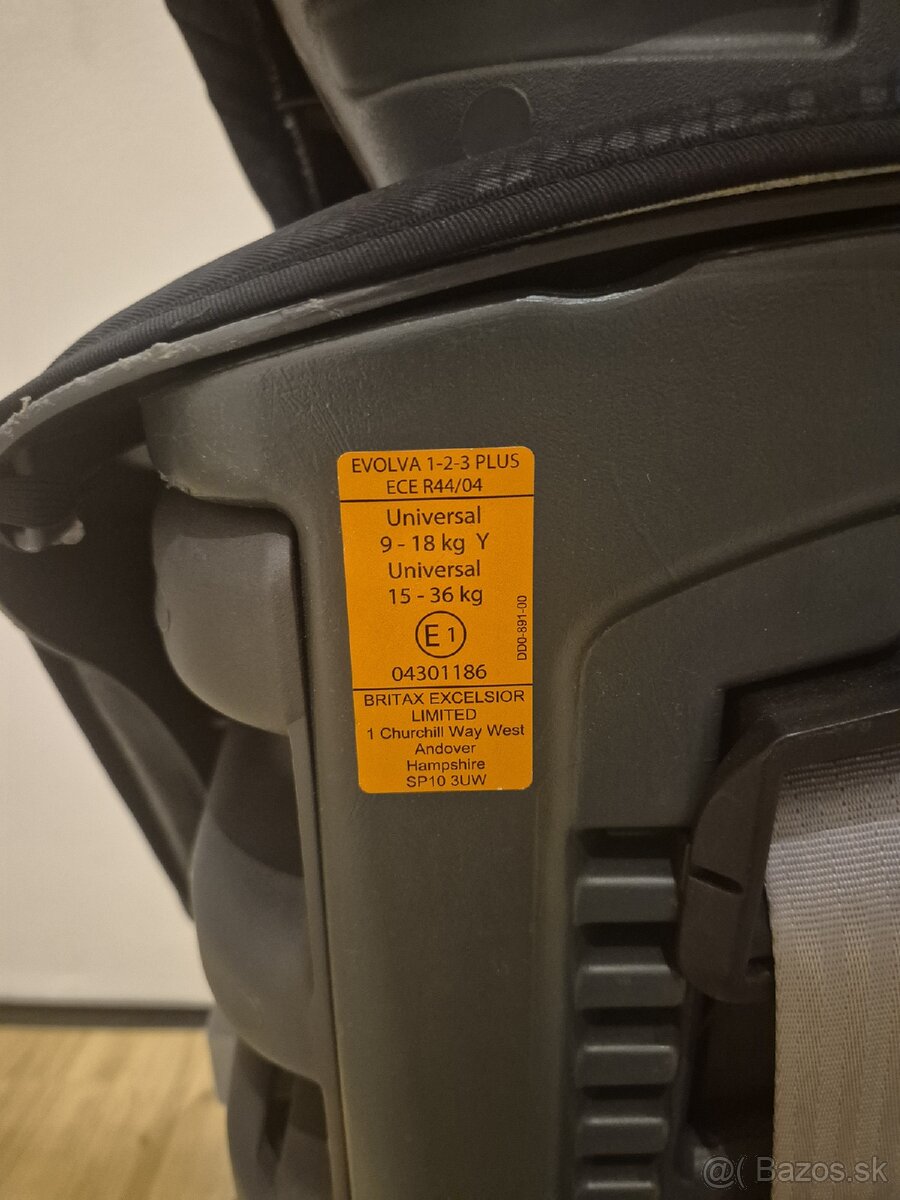 EVOLVA 1-2-3 PLUS
ECE R44/04
Universal
9 - 18 kg Y
Universal
15 - 36 kg
E 1
DD0-891-00
04301186
BRITAX EXCELSIOR
LIMITED
1 Churchill Way West
Andover
Hampshire
SP10 3UW
@( Bazos.sk